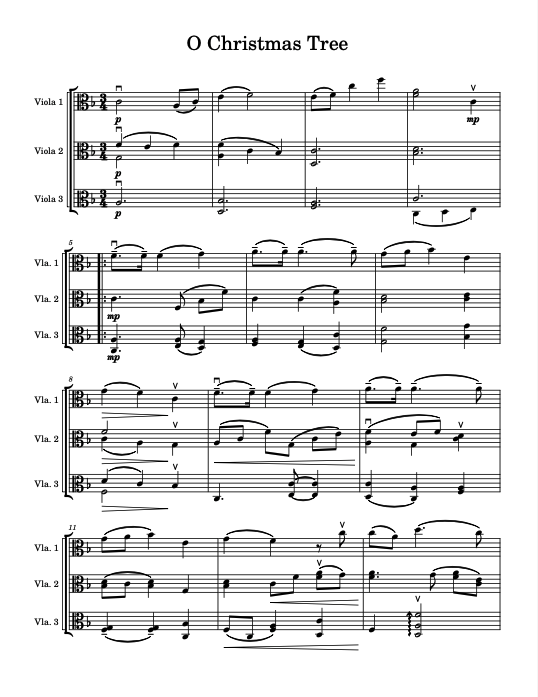 O Christmas Tree
Viola 1
p
mp
Viola 2
p
Viola 3
p
5
Vla. 1
Vla. 2
mp
Vla. 3
mp
8
Vla. 1
Vla. 2
Vla. 3
11
Vla. 1
Vla. 2
Vla. 3